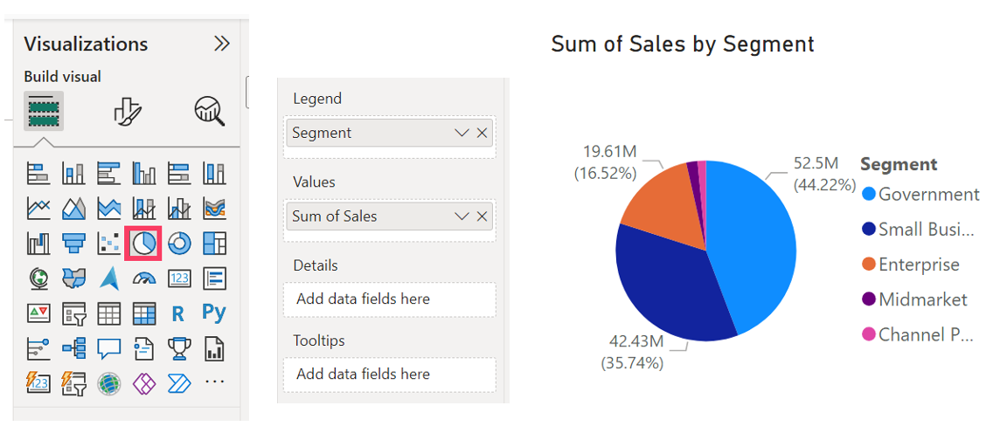 Visualizations
Build visual
123
R
Py
123
Legend
Segment
Values
Sum of Sales
Details
Add data fields here
Tooltips
Add data fields here
Sum of Sales by Segment
19.61M
(16.52%)
52.5M
(44.22%)
42.43M
(35.74%)
Segment
Government
Small Busi...
Enterprise
Midmarket
Channel P...